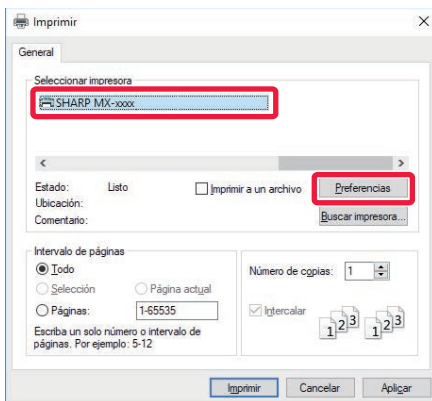 Imprimir
General
Seleccionar impresora
SHARP MX-xxxx
Estado: Listo
Imprimir a un archivo
Preferencias
Ubicación:
Comentario:
Buscar impresora...
Intervalo de páginas
Todo
Selección
Página actual
Páginas: 1-65535
Escriba un solo número o intervalo de
páginas. Por ejemplo: 5-12
Número de copias: 1
Intercalar
1 2 3 1 2 3
Imprimir Cancelar Aplicar